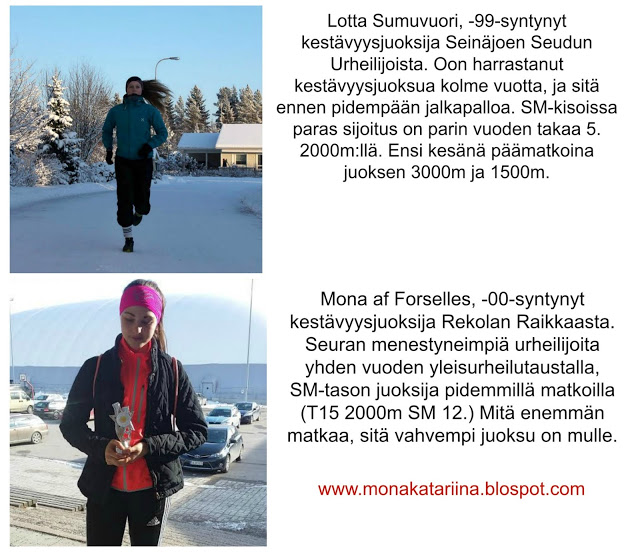 Lotta Sumuvuori, -99-syntynyt
kestävyysjuoksija Seinäjoen Seudun
Urheilijoista. Oon harrastanut
kestävyysjuoksua kolme vuotta, ja sitä
ennen pidempään jalkapalloa. SM-kisoissa
paras sijoitus on parin vuoden takaa 5.
2000m:llä. Ensi kesänä päämatkoina
juoksen 3000m ja 1500m.
Mona af Forselles, -00-syntynyt
kestävyysjuoksija Rekolan Raikkaasta.
Seuran menestyneimpiä urheilijoita
yhden vuoden yleisurheilutaustalla,
SM-tason juoksija pidemmillä matkoilla
(T15 2000m SM 12.) Mitä enemmän
matkaa, sitä vahvempi juoksu on mulle.
www.monakatariina.blospot.com